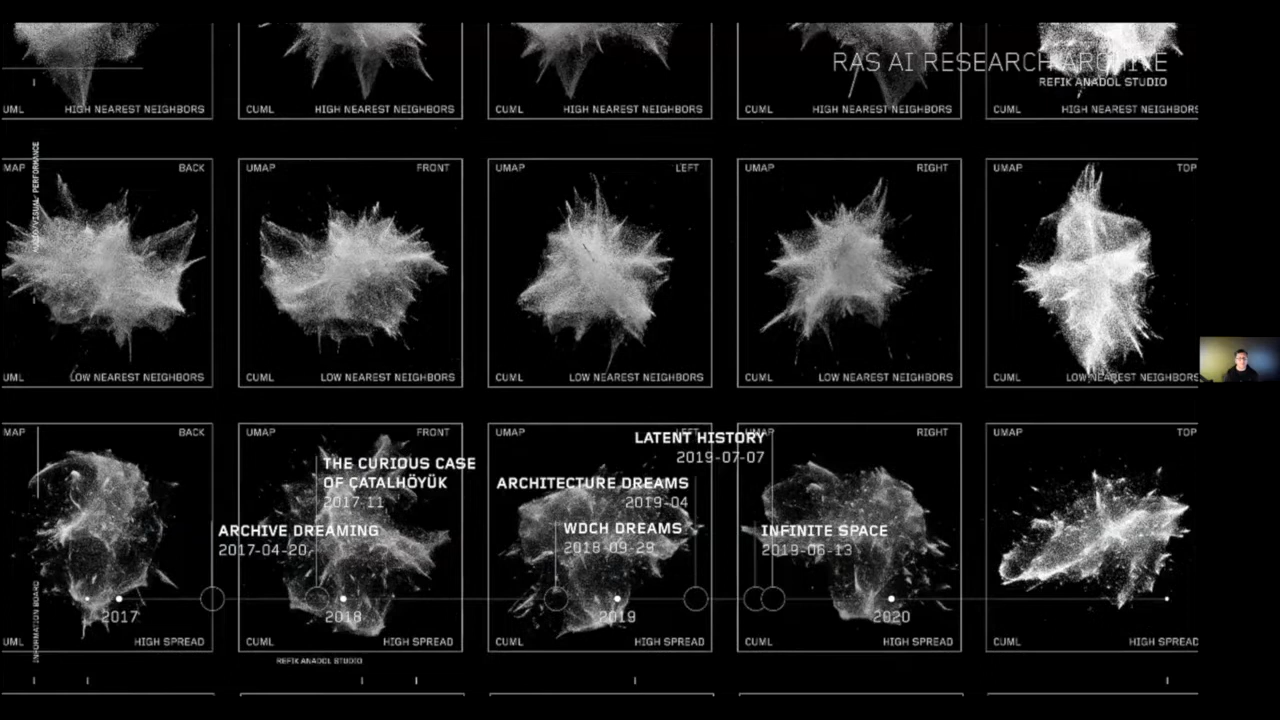 RAS AI RESEARCH ARCHIVE
REFIK ANADOL STUDIO
UML HIGH NEAREST NEIGHBORS
CUML HIGH NEAREST NEIGHBORS
CUML HIGH NEAREST NEIGHBORS
CUML HIGH NEAREST NEIGHBORS
CUML HIGH NEAREST NEIGHBORS
MAP BACK
UMAP FRONT
UMAP LEFT
UMAP RIGHT
UMAP TOP
AUDIO/VISUAL PERFORMANCE
UML LOW NEAREST NEIGHBORS
CUML LOW NEAREST NEIGHBORS
CUML LOW NEAREST NEIGHBORS
CUML LOW NEAREST NEIGHBORS
CUML LOW NEAREST NEIGHBORS
MAP BACK
UMAP FRONT
UMAP LEFT
UMAP RIGHT
UMAP TOP
LATENT HISTORY
2019-07-07
THE CURIOUS CASE
OF ÇATALHÖYÜK
2017-11
ARCHITECTURE DREAMS
2019-04
ARCHIVE DREAMING
2017-04-20
WDCH DREAMS
2018-09-29
INFINITE SPACE
2019-06-13
2017
2018
2019
2020
INFORMATION BOARD
UML HIGH SPREAD
CUML HIGH SPREAD
CUML HIGH SPREAD
CUML HIGH SPREAD
CUML HIGH SPREAD
REFIK ANADOL STUDIO